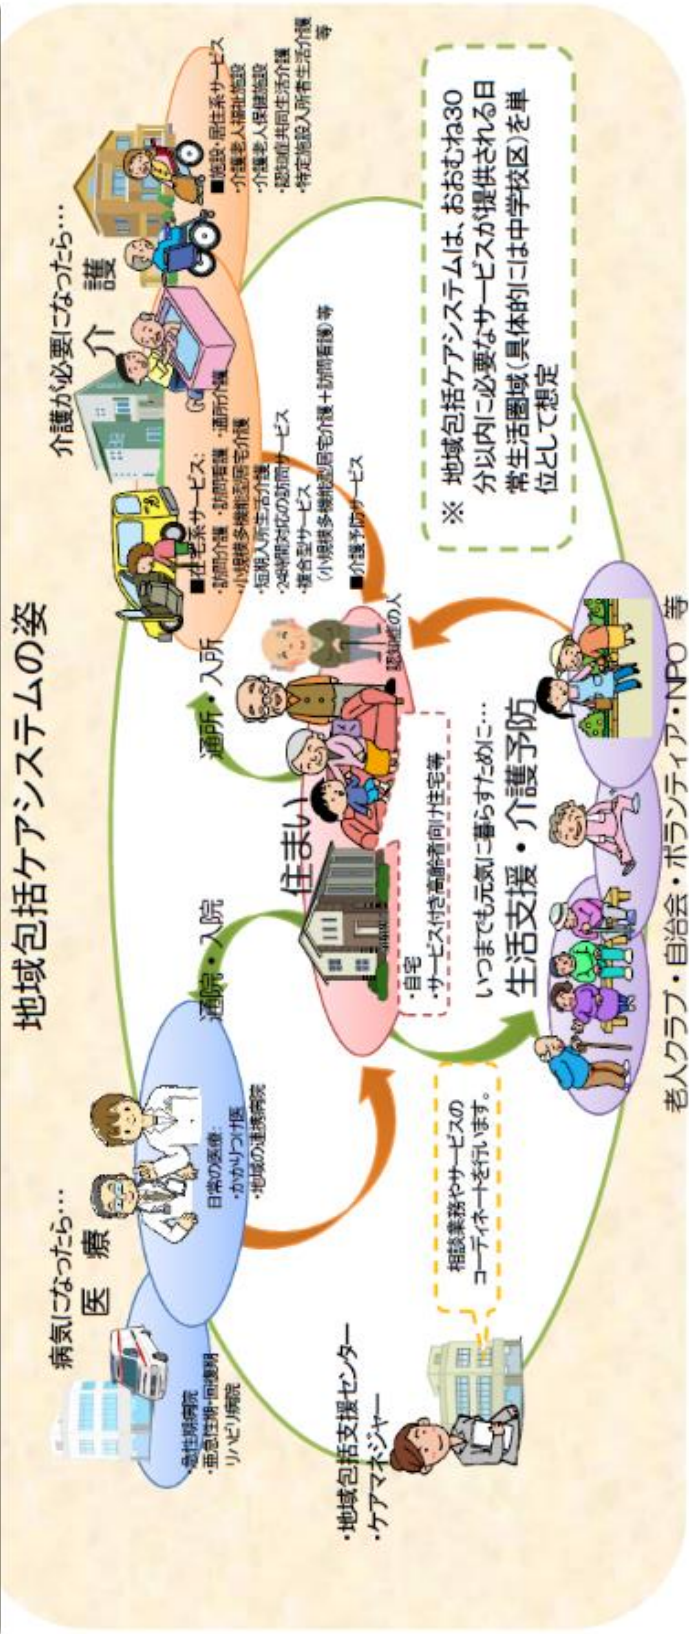 地域包括ケアシステムの姿
病気になったら…
医　療
・急性期病院
・亜急性期・回復期
リハビリ病院
日常の医療：
・かかりつけ医
・地域の連携病院
通院・入院
通所・入所
介護が必要になったら…
介　護
■在宅系サービス：
・訪問介護　・訪問看護　・通所介護
・小規模多機能型居宅介護
・短期入所生活介護
・24時間対応の訪問サービス
・複合型サービス
（小規模多機能型居宅介護＋訪問看護）等
■介護予防サービス
■施設・居住系サービス
・介護老人福祉施設
・介護老人保健施設
・認知症共同生活介護
・特定施設入所者生活介護
等
住まい
・自宅
・サービス付き高齢者向け住宅等
認知症の人
・地域包括支援センター
・ケアマネジャー
相談業務やサービスの
コーディネートを行います。
いつまでも元気に暮らすために…
生活支援・介護予防
老人クラブ・自治会・ボランティア・NPO　等
※　地域包括ケアシステムは、おおむね30
分以内に必要なサービスが提供される日
常生活圏域（具体的には中学校区）を単
位として想定